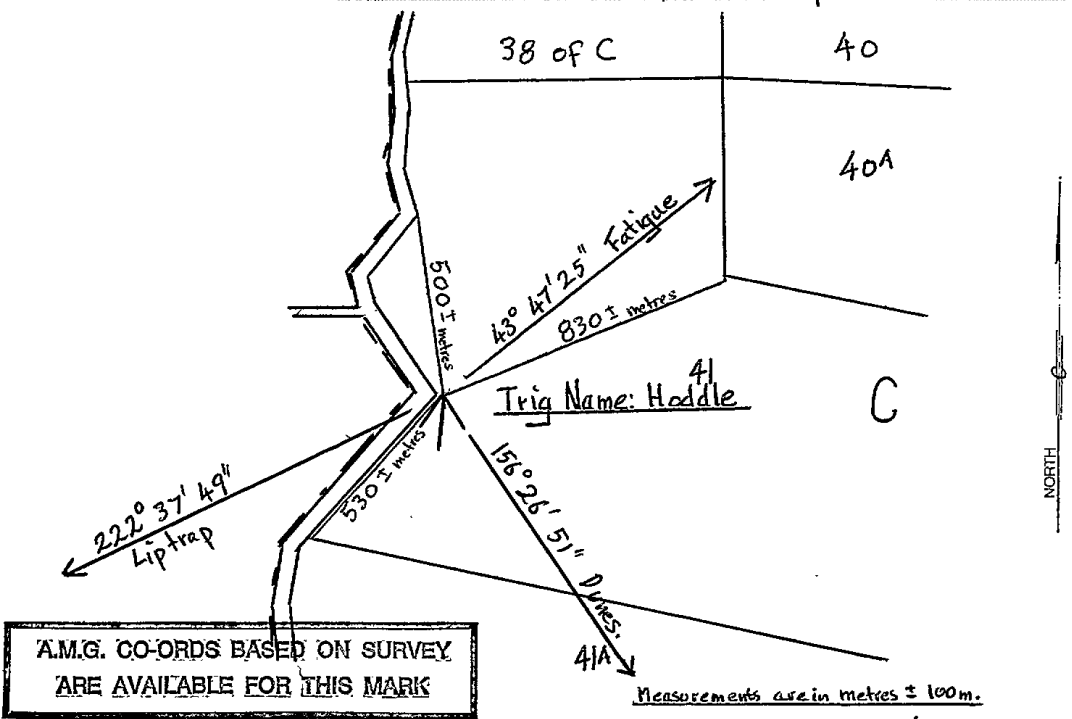 38 of C
40
40A
43° 47' 25" Fatigue
500 ± metres
830 ± metres
41
Trig Name: Hoddle
C
NORTH
530 ± metres
156° 26' 51" Dunes.
222° 37' 49"
Liptrap
41A
A.M.G. CO-ORDS BASED ON SURVEY
ARE AVAILABLE FOR THIS MARK
Measurements are in metres ± 100m.